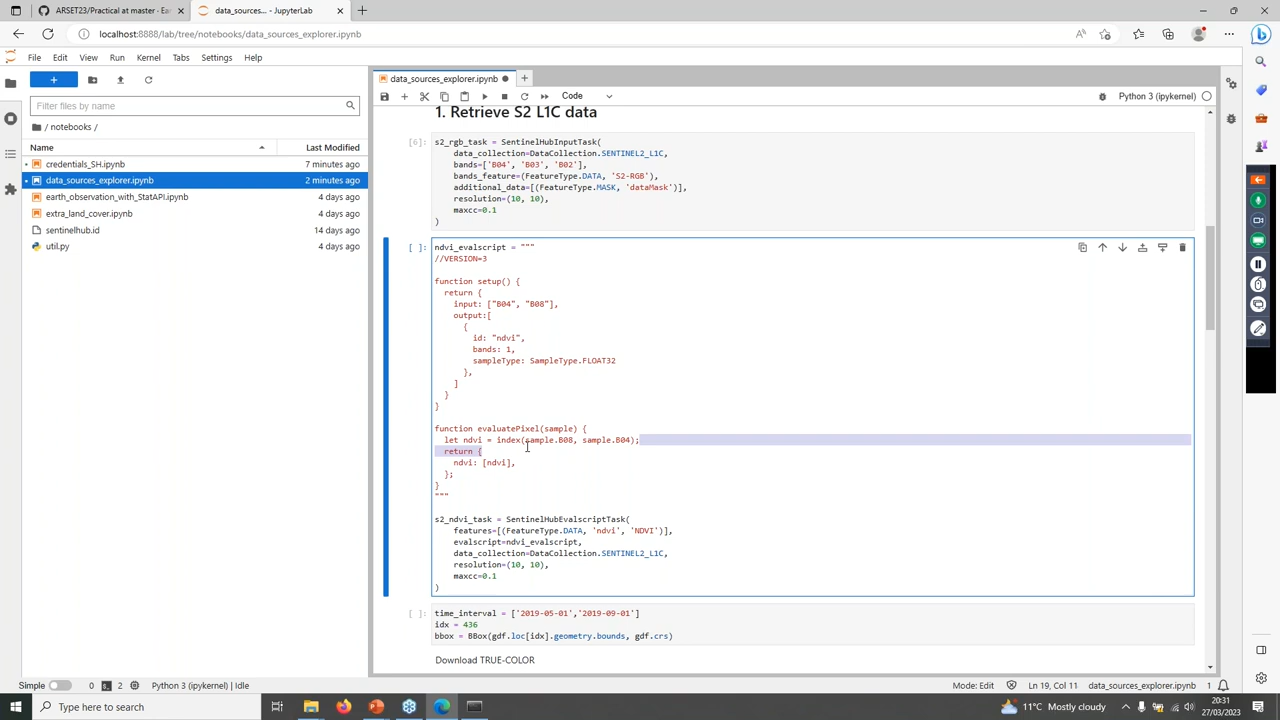 ARSET23/Practical at master · Ea
data_sources... - JupyterLab
localhost:8888/lab/tree/notebooks/data_sources_explorer.ipynb
File Edit View Run Kernel Tabs Settings Help
Filter files by name
/ notebooks /
Name Last Modified
credentials_SH.ipynb 7 minutes ago
data_sources_explorer.ipynb 2 minutes ago
earth_observation_with_StatAPI.ipynb 4 days ago
extra_land_cover.ipynb 4 days ago
sentinelhub.id 14 days ago
util.py 4 days ago
data_sources_explorer.ipynb
Code
Python 3 (ipykernel)
1. Retrieve S2 L1C data
[6]: s2_rgb_task = SentinelHubInputTask(
data_collection=DataCollection.SENTINEL2_L1C,
bands=['B04', 'B03', 'B02'],
bands_feature=(FeatureType.DATA, 'S2-RGB'),
additional_data=[(FeatureType.MASK, 'dataMask')],
resolution=(10, 10),
maxcc=0.1
)
[ ]: ndvi_evalscript = """
//VERSION=3
function setup() {
return {
input: ["B04", "B08"],
output:[
{
id: "ndvi",
bands: 1,
sampleType: SampleType.FLOAT32
},
]
}
}
function evaluatePixel(sample) {
let ndvi = index(sample.B08, sample.B04);
return {
ndvi: [ndvi],
};
}
"""
s2_ndvi_task = SentinelHubEvalscriptTask(
features=[(FeatureType.DATA, 'ndvi', 'NDVI')],
evalscript=ndvi_evalscript,
data_collection=DataCollection.SENTINEL2_L1C,
resolution=(10, 10),
maxcc=0.1
)
[ ]: time_interval = ['2019-05-01','2019-09-01']
idx = 436
bbox = BBox(gdf.loc[idx].geometry.bounds, gdf.crs)
Download TRUE-COLOR
Simple 0 2 Python 3 (ipykernel) | Idle
Mode: Edit Ln 19, Col 11 data_sources_explorer.ipynb 1
Type here to search
11°C Mostly cloudy
20:31
27/03/2023